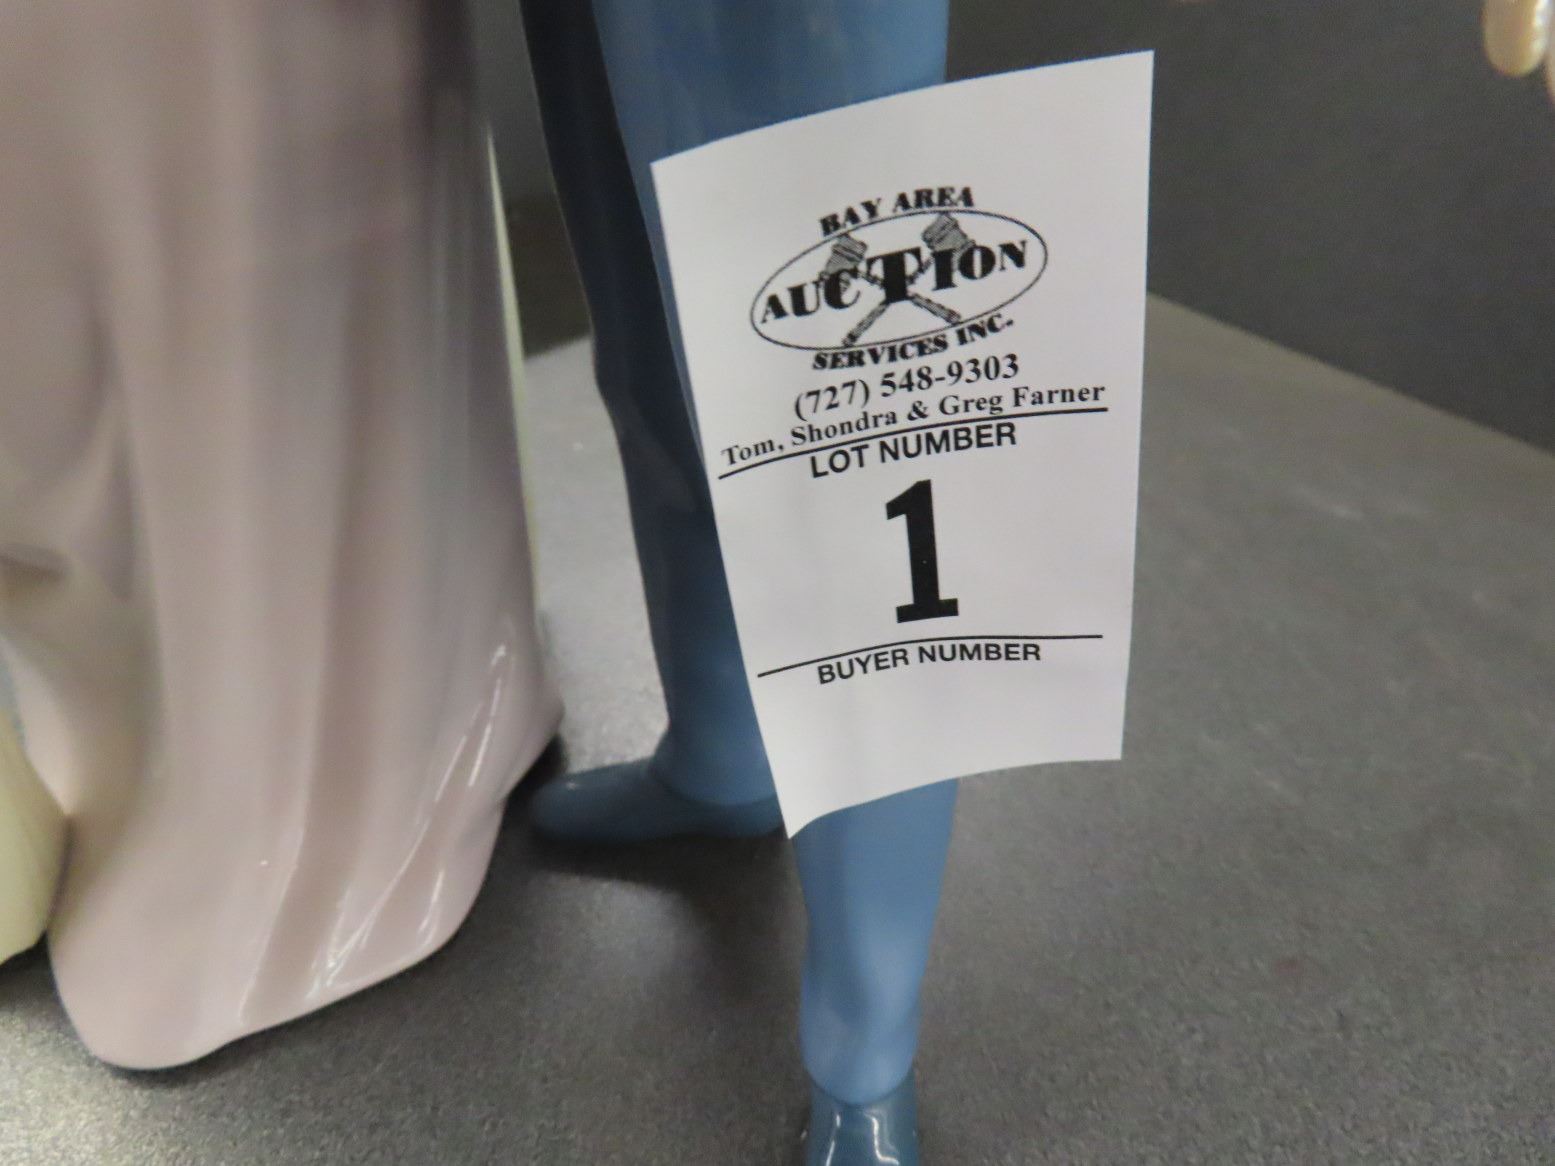 BAY AREA
AUCTION
SERVICES INC.
(727) 548-9303
Tom, Shondra & Greg Farner
LOT NUMBER
1
BUYER NUMBER